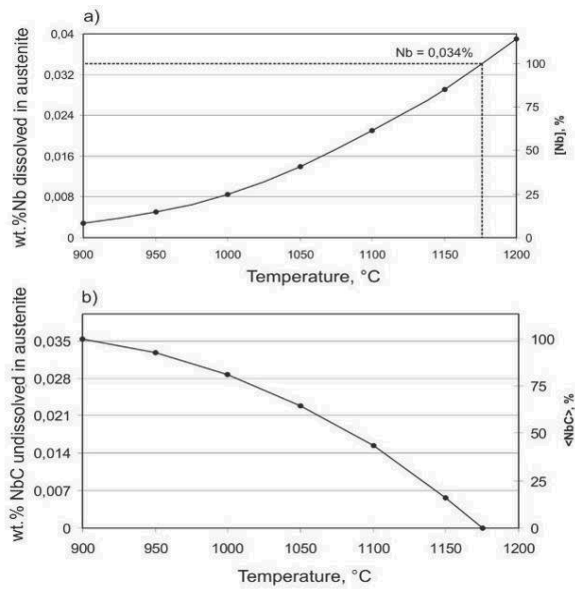 a)
wt.%Nb dissolved in austenite
0,04
0,032
0,024
0,016
0,008
0
Nb = 0,034%
100
75
50
25
0
[Nb], %
900 950 1000 1050 1100 1150 1200
Temperature, °C
b)
wt.% NbC undissolved in austenite
0,035
0,028
0,021
0,014
0,007
0
100
75
50
25
0
<NbC>, %
900 950 1000 1050 1100 1150 1200
Temperature, °C